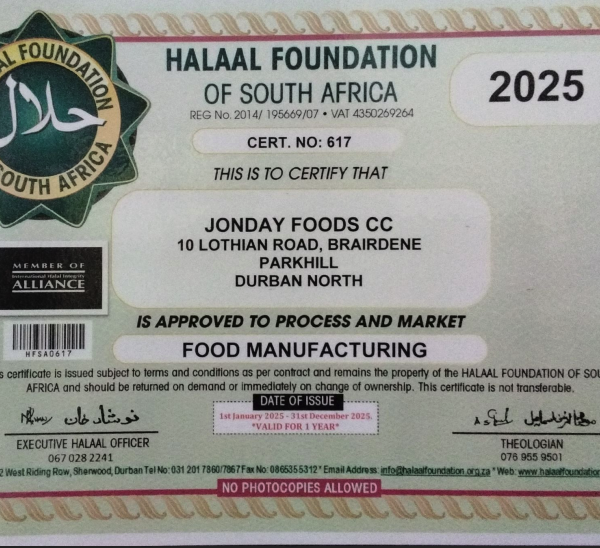 HALAAL FOUNDATION
OF SOUTH AFRICA
REG No. 2014/ 195669/07 • VAT 4350269264
2025
AL FOUNDATION
حلال
SOUTH AFRICA
CERT. NO: 617
THIS IS TO CERTIFY THAT
JONDAY FOODS CC
10 LOTHIAN ROAD, BRAIRDENE
PARKHILL
DURBAN NORTH
MEMBER OF
International Halal Integrity
ALLIANCE
HFSA0617
IS APPROVED TO PROCESS AND MARKET
FOOD MANUFACTURING
s certificate is issued subject to terms and conditions as per contract and remains the property of the HALAAL FOUNDATION OF SOU
AFRICA and should be returned on demand or immediately on change of ownership. This certificate is not transferable.
DATE OF ISSUE
1st January 2025 - 31st December 2025.
*VALID FOR 1 YEAR*
نوشاد خان
EXECUTIVE HALAAL OFFICER
067 028 2241
THEOLOGIAN
076 955 9501
2 West Riding Row, Sherwood, Durban Tel No: 031 201 7860/7867 Fax No: 0865355312 * Email Address: info@halaalfoundation.org.za * Web: www.halaalfoundation
NO PHOTOCOPIES ALLOWED